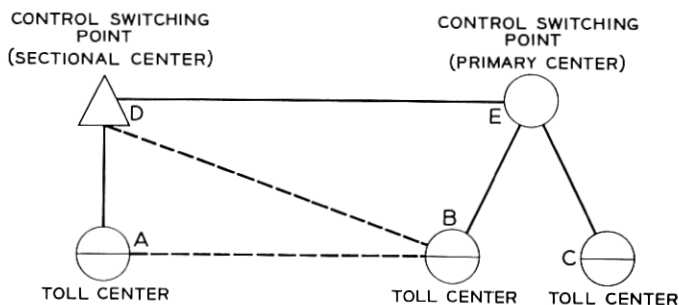 CONTROL SWITCHING
POINT
(SECTIONAL CENTER)
CONTROL SWITCHING
POINT
(PRIMARY CENTER)
D
E
A
B
C
TOLL CENTER
TOLL CENTER
TOLL CENTER